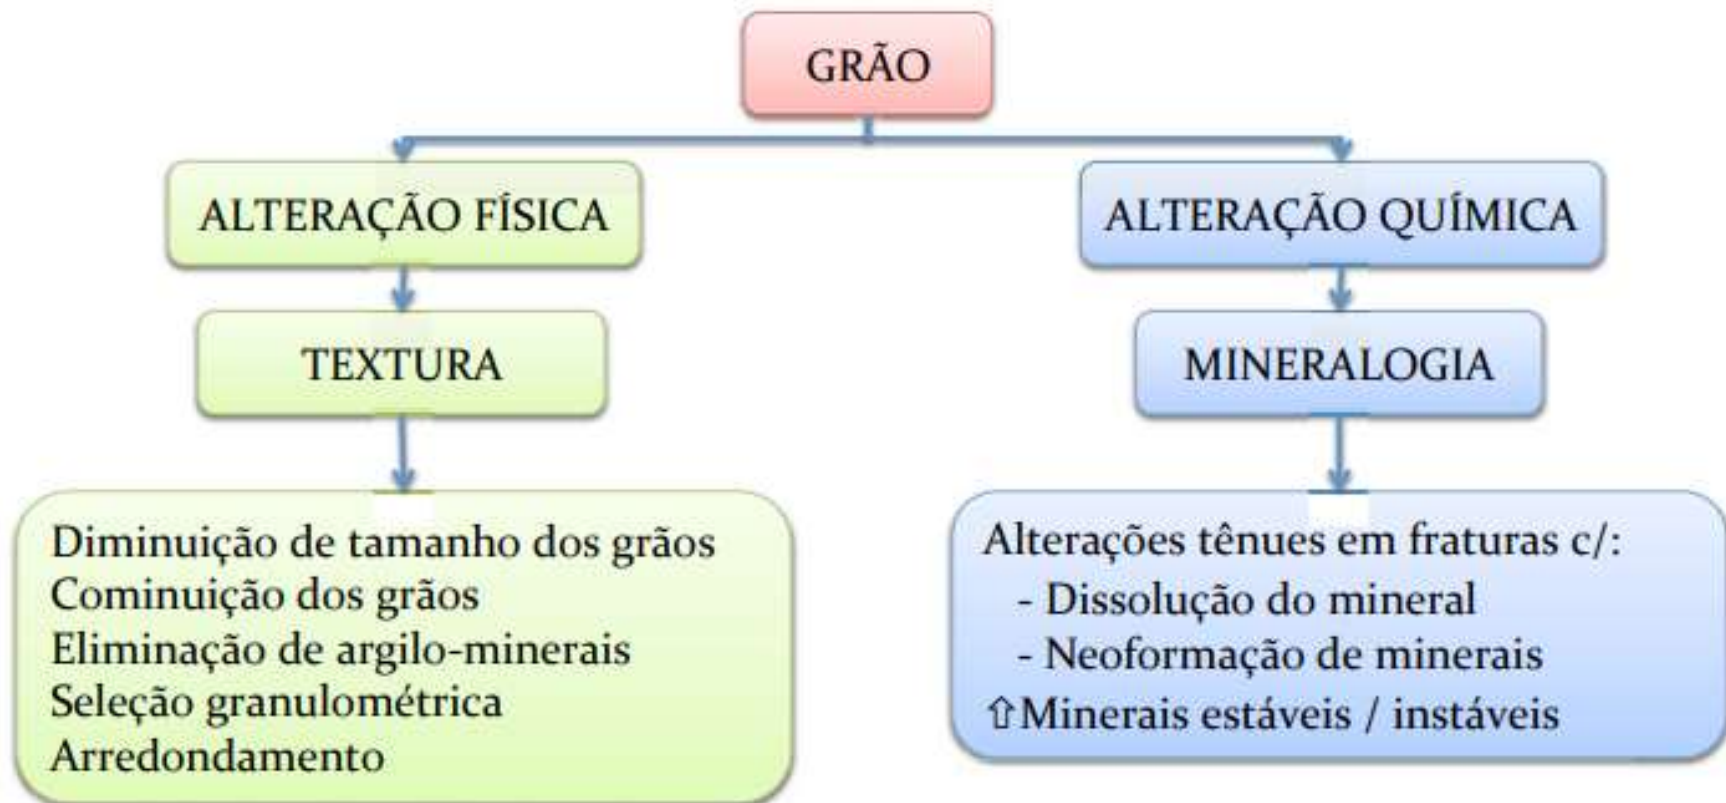 GRÃO
ALTERAÇÃO FÍSICA
ALTERAÇÃO QUÍMICA
TEXTURA
MINERALOGIA
Diminuição de tamanho dos grãos
Cominuição dos grãos
Eliminação de argilo-minerais
Seleção granulométrica
Arredondamento
Alterações tênues em fraturas c/:
- Dissolução do mineral
- Neoformação de minerais
⇧Minerais estáveis / instáveis